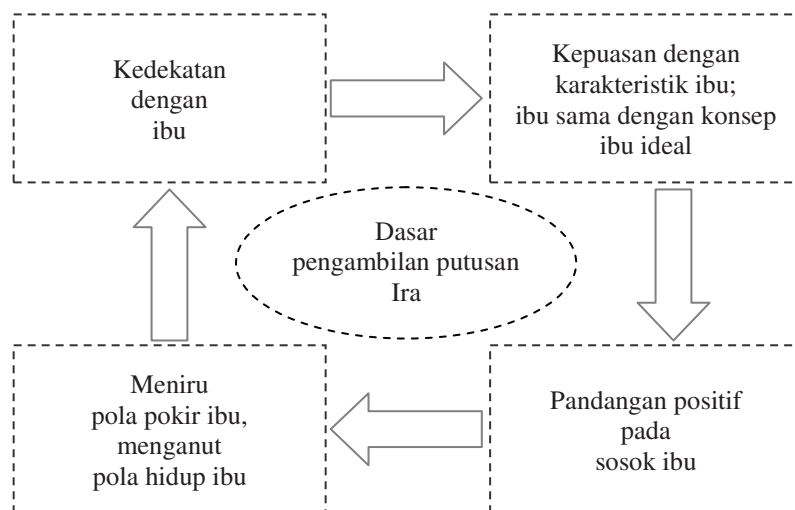 Kedekatan
dengan
ibu
Kepuasan dengan
karakteristik ibu;
ibu sama dengan konsep
ibu ideal
Dasar
pengambilan putusan
Ira
Meniru
pola pokir ibu,
menganut
pola hidup ibu
Pandangan positif
pada
sosok ibu